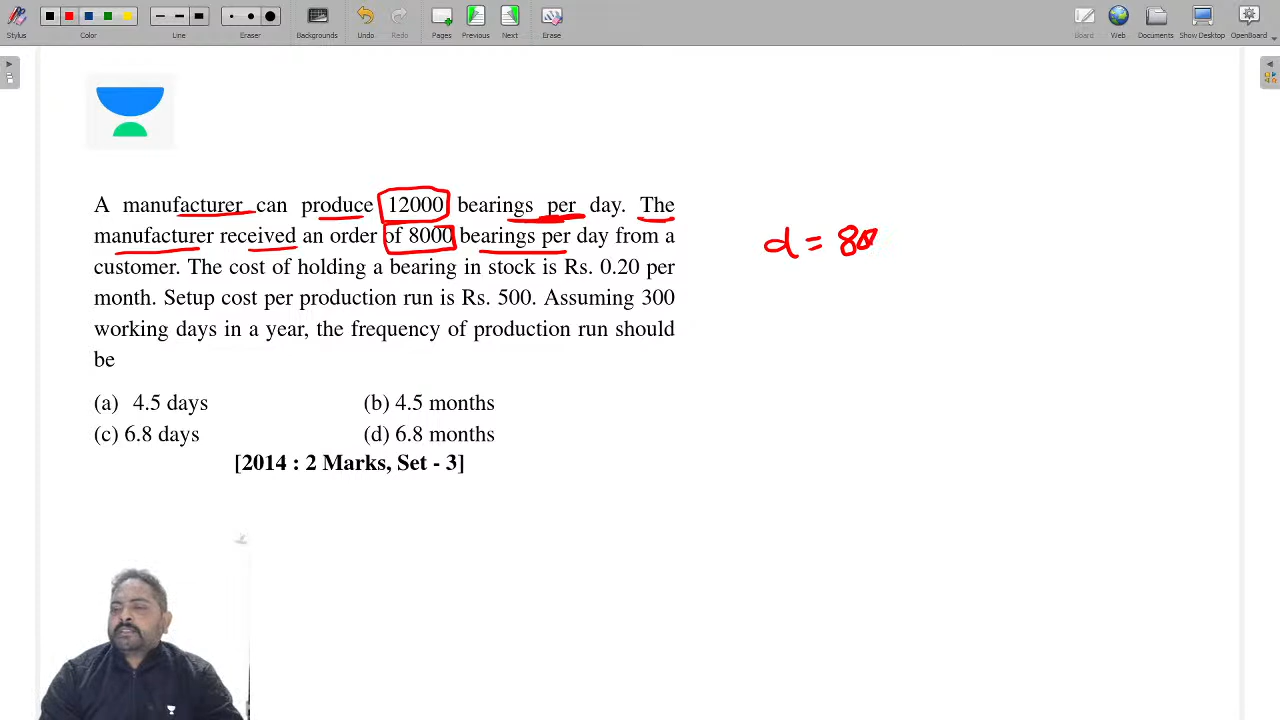 Stylus Color Line Eraser Backgrounds Undo Redo Pages Previous Next Erase Board Web Documents Show Desktop OpenBoard
A manufacturer can produce 12000 bearings per day. The
manufacturer received an order of 8000 bearings per day from a
customer. The cost of holding a bearing in stock is Rs. 0.20 per
month. Setup cost per production run is Rs. 500. Assuming 300
working days in a year, the frequency of production run should
be
(a) 4.5 days (b) 4.5 months
(c) 6.8 days (d) 6.8 months
[2014 : 2 Marks, Set - 3]
d = 80